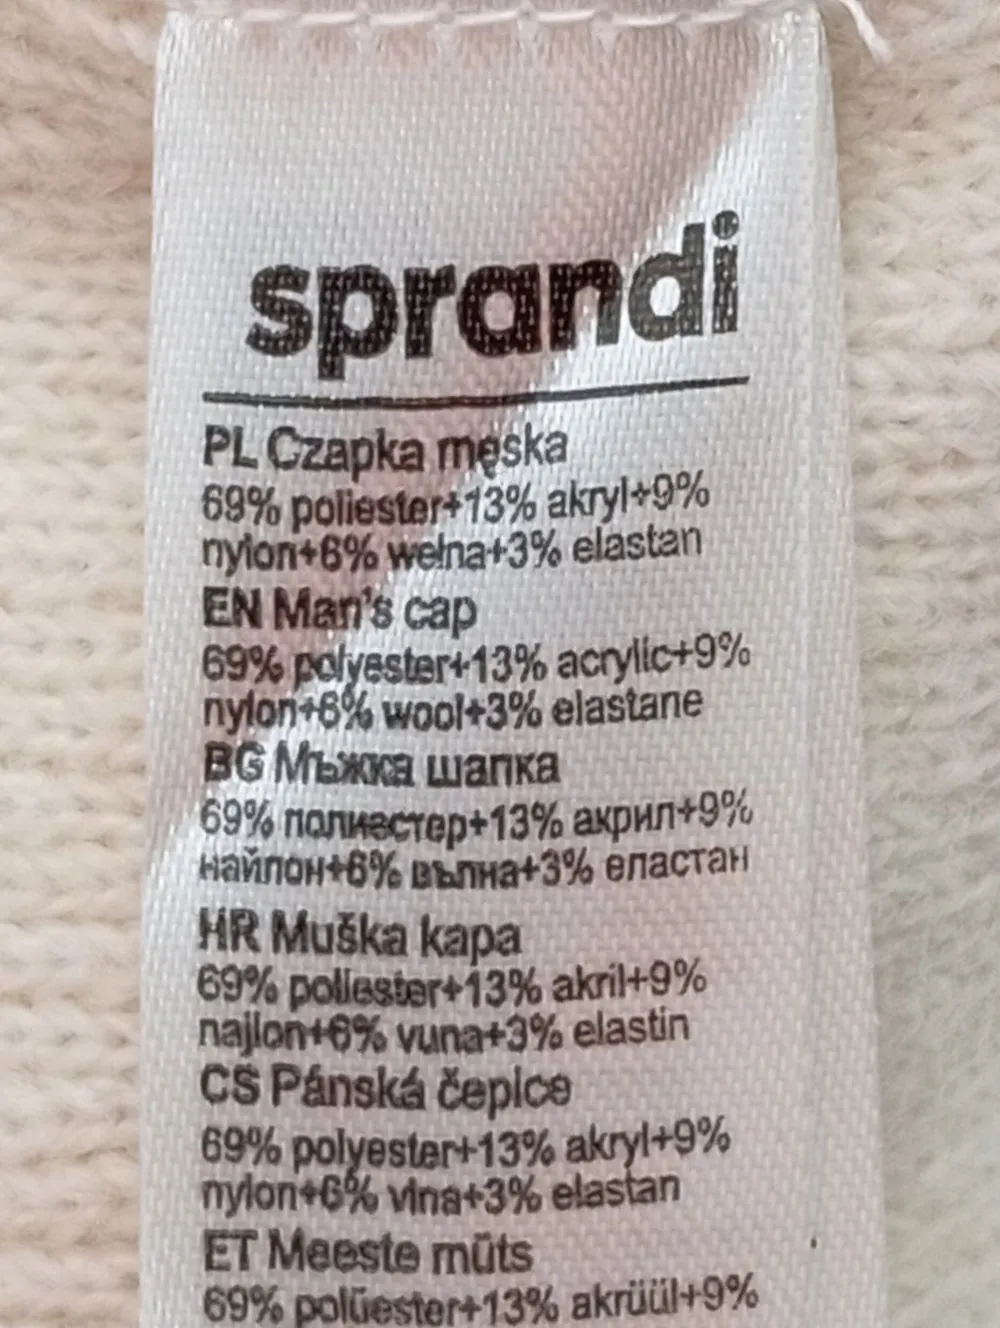 sprandi
PL Czapka męska
69% poliester+13% akryl+9%
nylon+6% wełna+3% elastan
EN Man's cap
69% polyester+13% acrylic+9%
nylon+6% wool+3% elastane
BG Мъжка шапка
69% полиестер+13% акрил+9%
найлон+6% вълна+3% еластан
HR Muška kapa
69% poliester+13% akril+9%
najlon+6% vuna+3% elastin
CS Pánská čepice
69% polyester+13% akryl+9%
nylon+6% vlna+3% elastan
ET Meeste müts
69% polüester+13% akrüül+9%